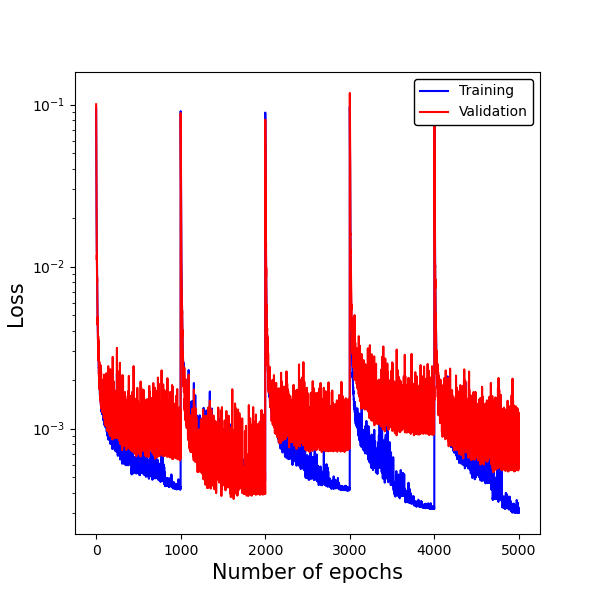 Training
Validation
Loss
10⁻¹
10⁻²
10⁻³
0 1000 2000 3000 4000 5000
Number of epochs